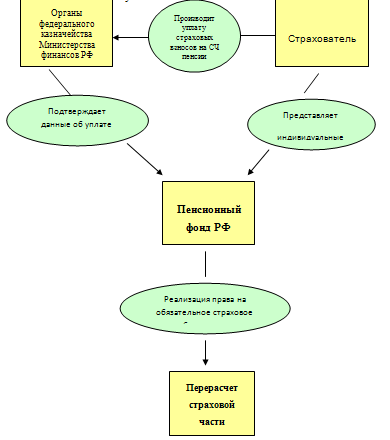 Органы
федерального
казначейства
Министерства
финансов РФ
Производит
уплату
страховых
взносов на СЧ
пенсии
Страхователь
Подтверждает
данные об уплате
Представляет
индивидуальные
Пенсионный
фонд РФ
Реализация права на
обязательное страховое
Перерасчет
страховой
части